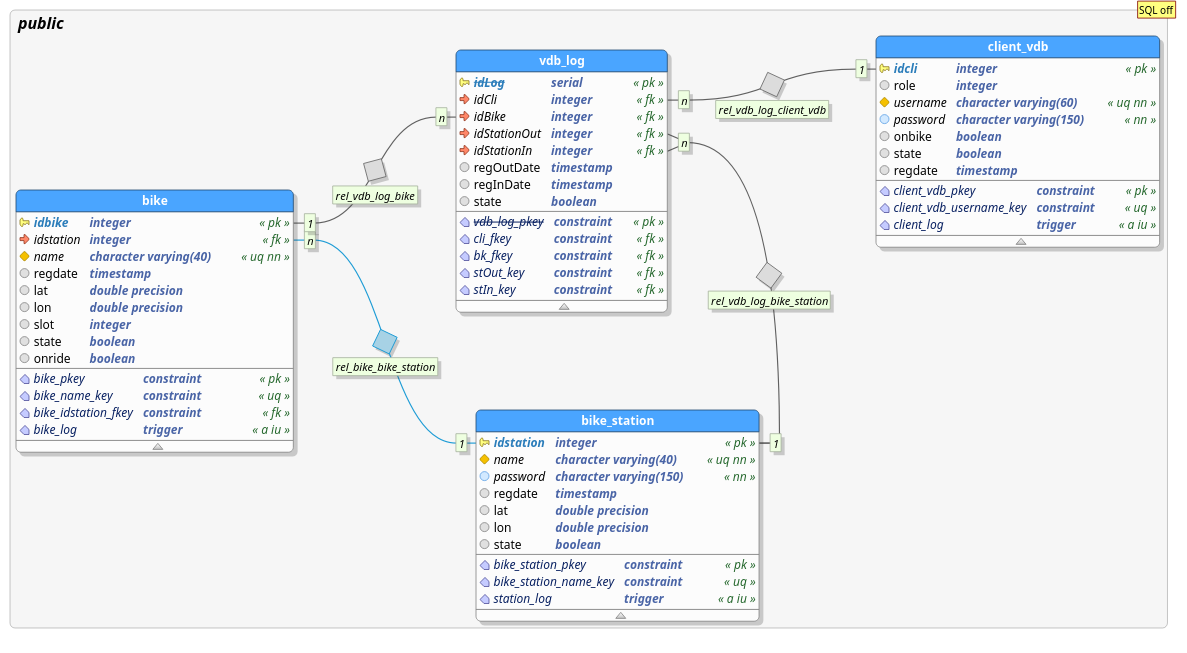 SQL off
public
vdb_log
idLog serial « pk »
idCli integer « fk »
idBike integer « fk »
idStationOut integer « fk »
idStationIn integer « fk »
regOutDate timestamp
regInDate timestamp
state boolean
vdb_log_pkey constraint « pk »
cli_fkey constraint « fk »
bk_fkey constraint « fk »
stOut_key constraint « fk »
stIn_key constraint « fk »
client_vdb
idcli integer « pk »
role integer
username character varying(60) « uq nn »
password character varying(150) « nn »
onbike boolean
state boolean
regdate timestamp
client_vdb_pkey constraint « pk »
client_vdb_username_key constraint « uq »
client_log trigger « a iu »
n
1
rel_vdb_log_client_vdb
n
1
rel_vdb_log_bike
n
1
rel_vdb_log_bike_station
bike
idbike integer « pk »
idstation integer « fk »
name character varying(40) « uq nn »
regdate timestamp
lat double precision
lon double precision
slot integer
state boolean
onride boolean
bike_pkey constraint « pk »
bike_name_key constraint « uq »
bike_idstation_fkey constraint « fk »
bike_log trigger « a iu »
n
1
rel_bike_bike_station
bike_station
idstation integer « pk »
name character varying(40) « uq nn »
password character varying(150) « nn »
regdate timestamp
lat double precision
lon double precision
state boolean
bike_station_pkey constraint « pk »
bike_station_name_key constraint « uq »
station_log trigger « a iu »